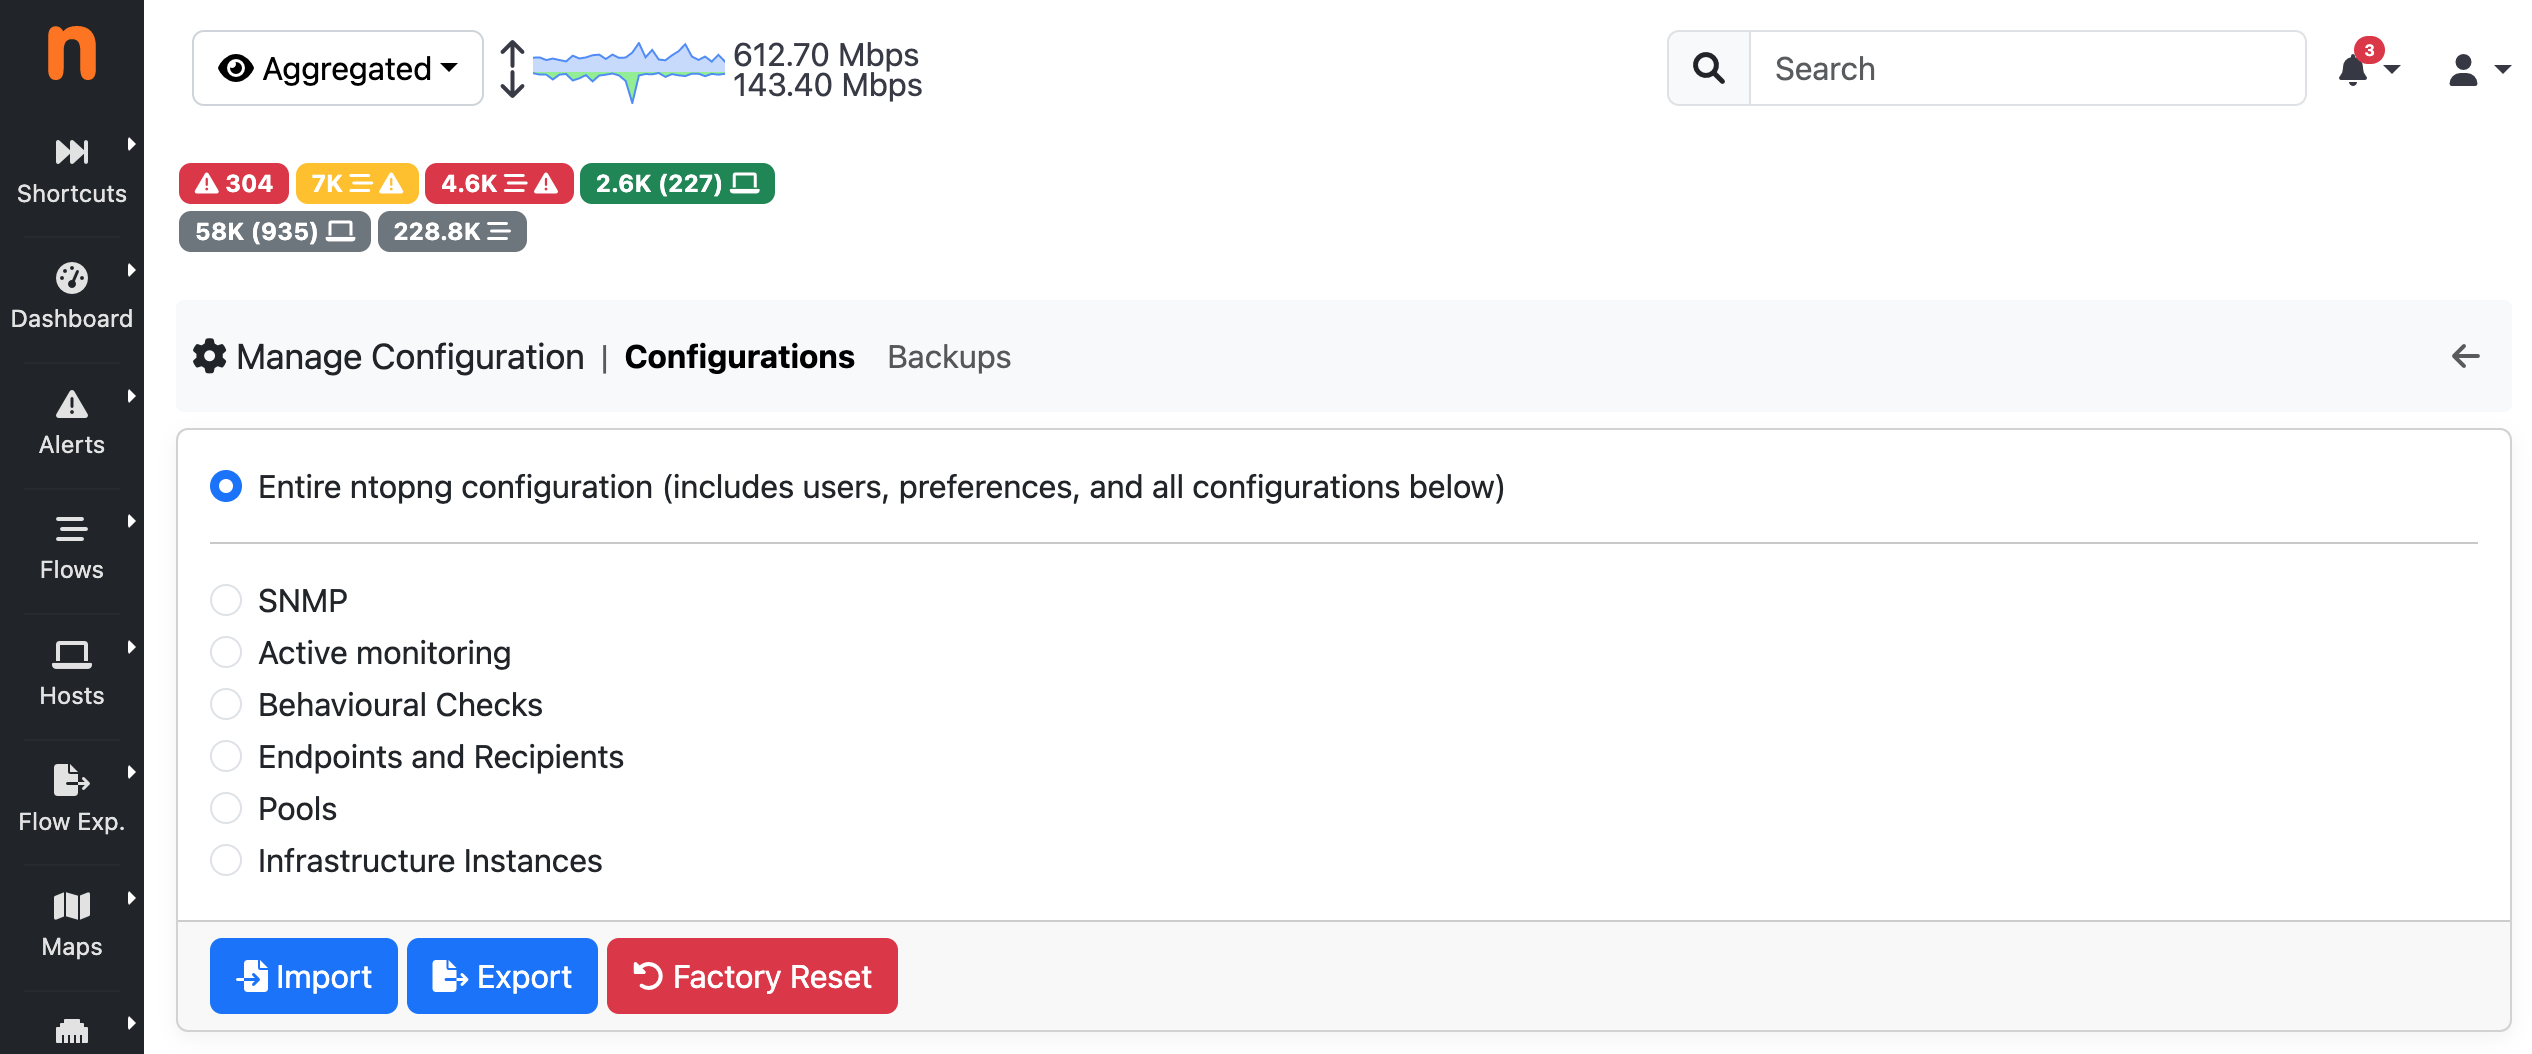 n
Aggregated
612.70 Mbps
143.40 Mbps
Search
3
304
7K
4.6K
2.6K (227)
58K (935)
228.8K
Shortcuts
Dashboard
Alerts
Flows
Hosts
Flow Exp.
Maps
Manage Configuration | Configurations Backups
Entire ntopng configuration (includes users, preferences, and all configurations below)
SNMP
Active monitoring
Behavioural Checks
Endpoints and Recipients
Pools
Infrastructure Instances
Import
Export
Factory Reset